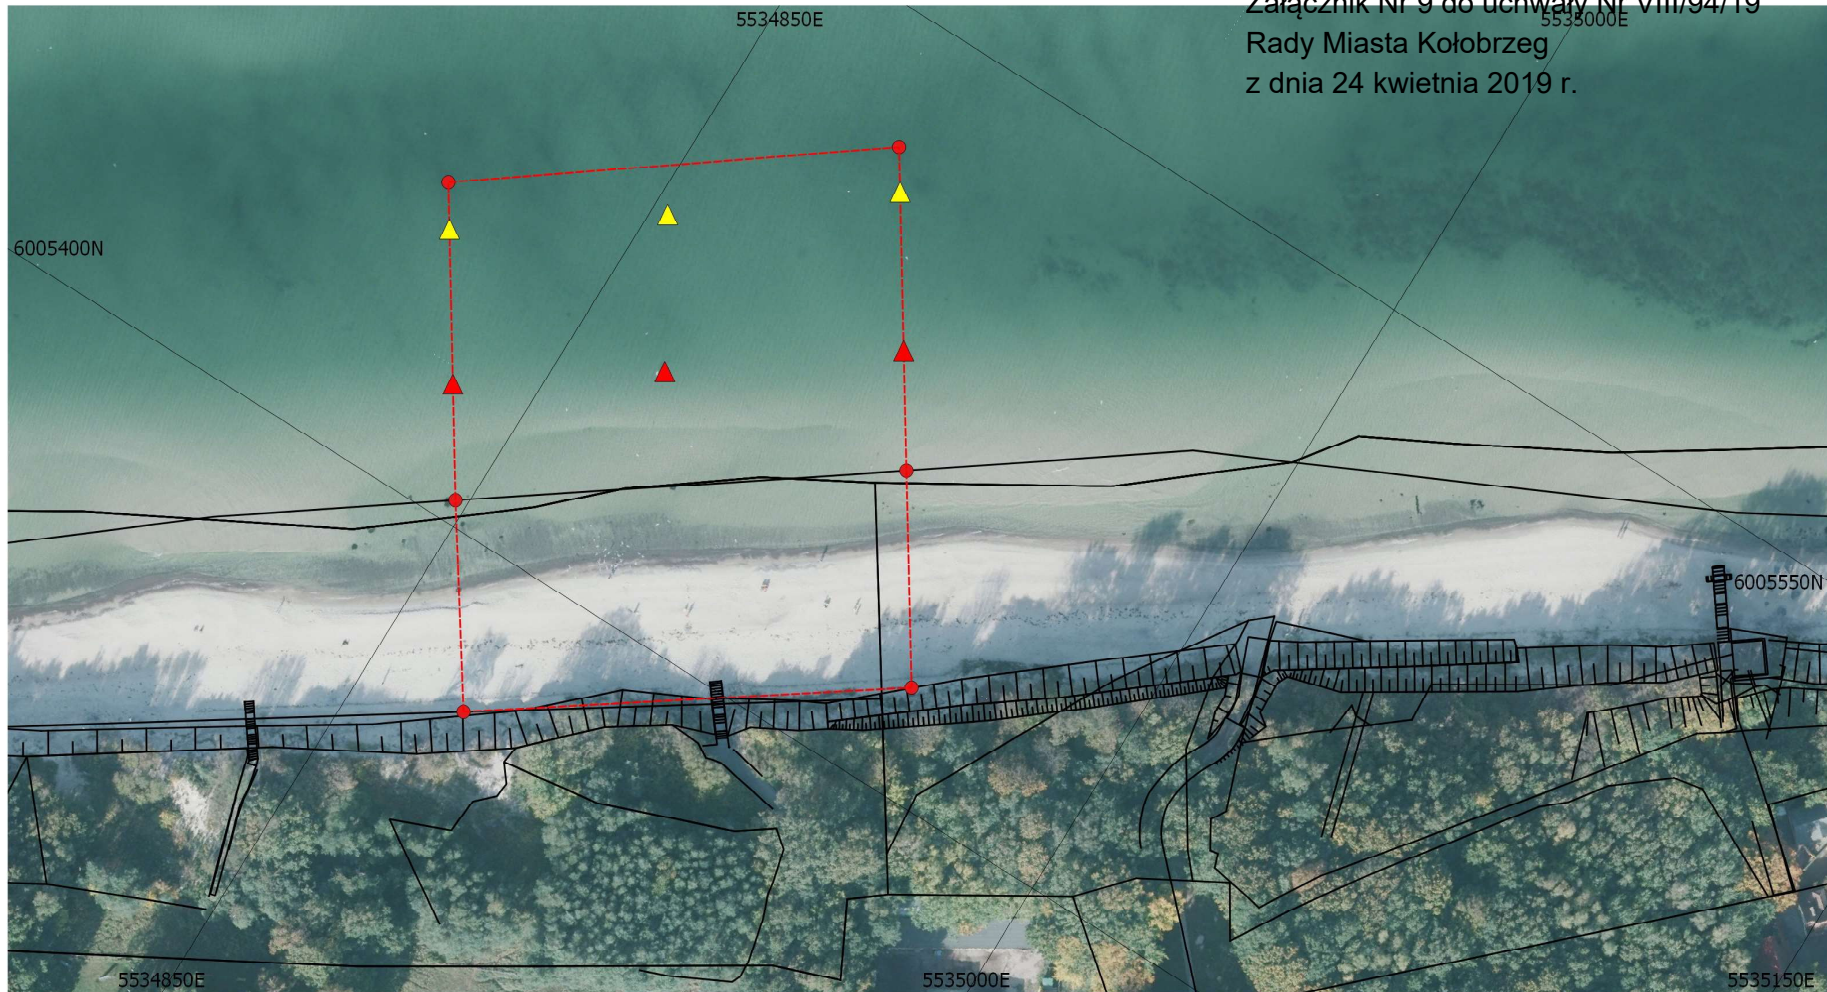 Załącznik Nr 9 do uchwały Nr VIII/94/19
5534850E
5535000E
Rady Miasta Kołobrzeg
z dnia 24 kwietnia 2019 r.
6005400N
6005550N
5534850E
5535000E
5535150E